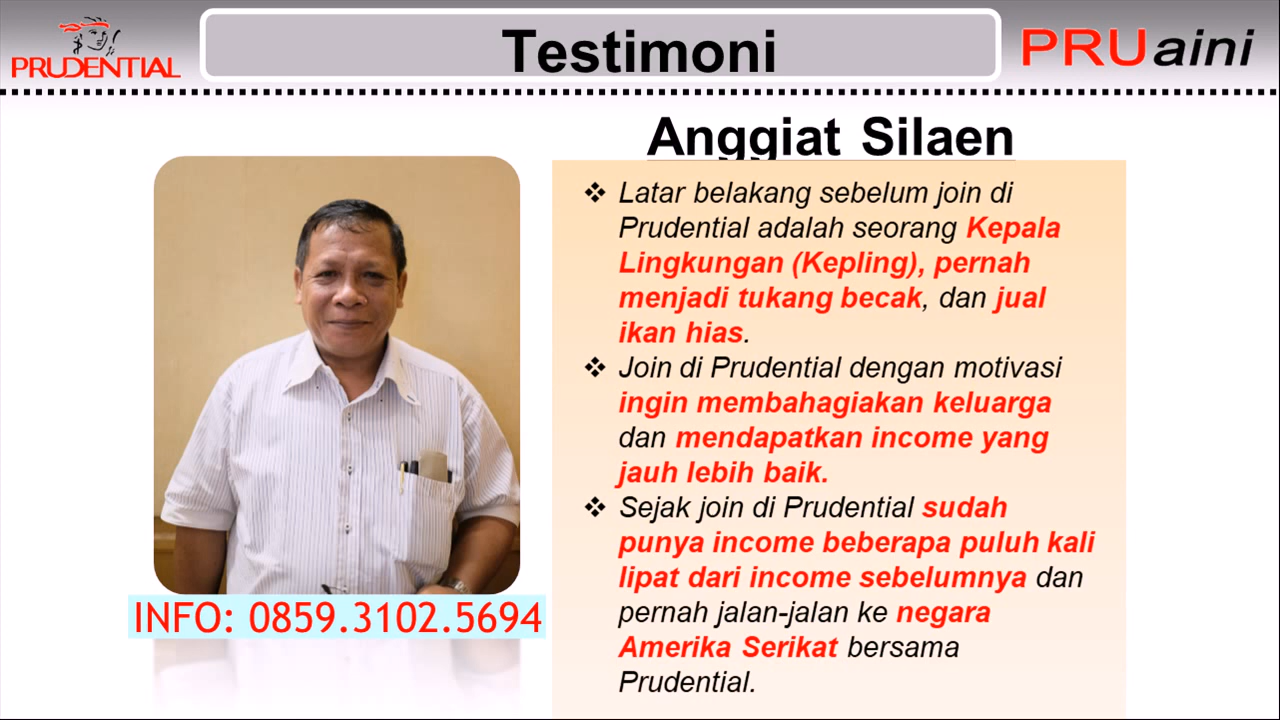 PRUDENTIAL
Testimoni
PRUaini
Anggiat Silaen
❖ Latar belakang sebelum join di
Prudential adalah seorang Kepala
Lingkungan (Kepling), pernah
menjadi tukang becak, dan jual
ikan hias.
❖ Join di Prudential dengan motivasi
ingin membahagiakan keluarga
dan mendapatkan income yang
jauh lebih baik.
❖ Sejak join di Prudential sudah
punya income beberapa puluh kali
lipat dari income sebelumnya dan
pernah jalan-jalan ke negara
Amerika Serikat bersama
Prudential.
INFO: 0859.3102.5694